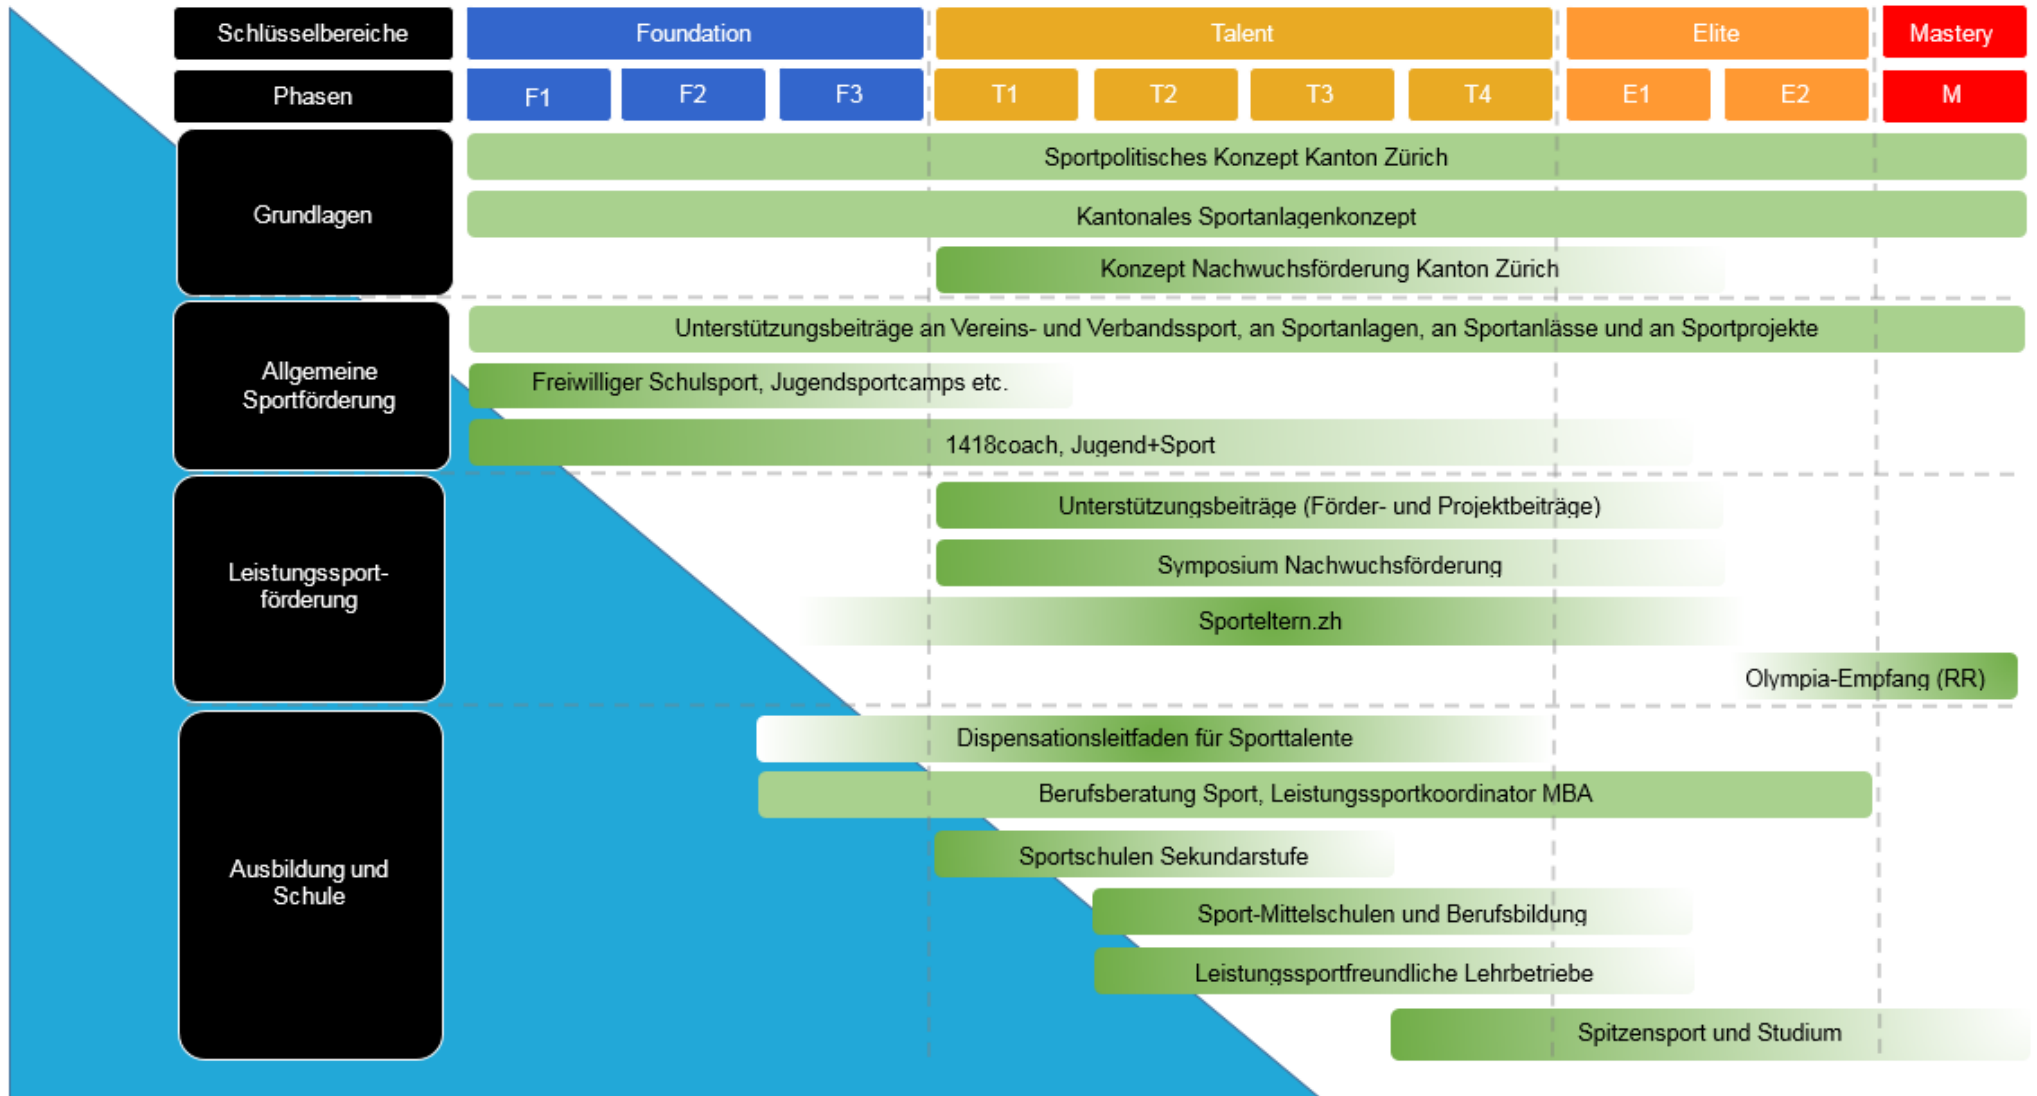 Schlüsselbereiche
Foundation
Talent
Elite
Mastery
Phasen
F1
F2
F3
T1
T2
T3
T4
E1
E2
M
Grundlagen
Sportpolitisches Konzept Kanton Zürich
Kantonales Sportanlagenkonzept
Konzept Nachwuchsförderung Kanton Zürich
Allgemeine
Sportförderung
Unterstützungsbeiträge an Vereins- und Verbandssport, an Sportanlagen, an Sportanlässe und an Sportprojekte
Freiwilliger Schulsport, Jugendsportcamps etc.
1418coach, Jugend+Sport
Leistungssport-
förderung
Unterstützungsbeiträge (Förder- und Projektbeiträge)
Symposium Nachwuchsförderung
Sporteltern.zh
Olympia-Empfang (RR)
Ausbildung und
Schule
Dispensationsleitfaden für Sporttalente
Berufsberatung Sport, Leistungssportkoordinator MBA
Sportschulen Sekundarstufe
Sport-Mittelschulen und Berufsbildung
Leistungssportfreundliche Lehrbetriebe
Spitzensport und Studium